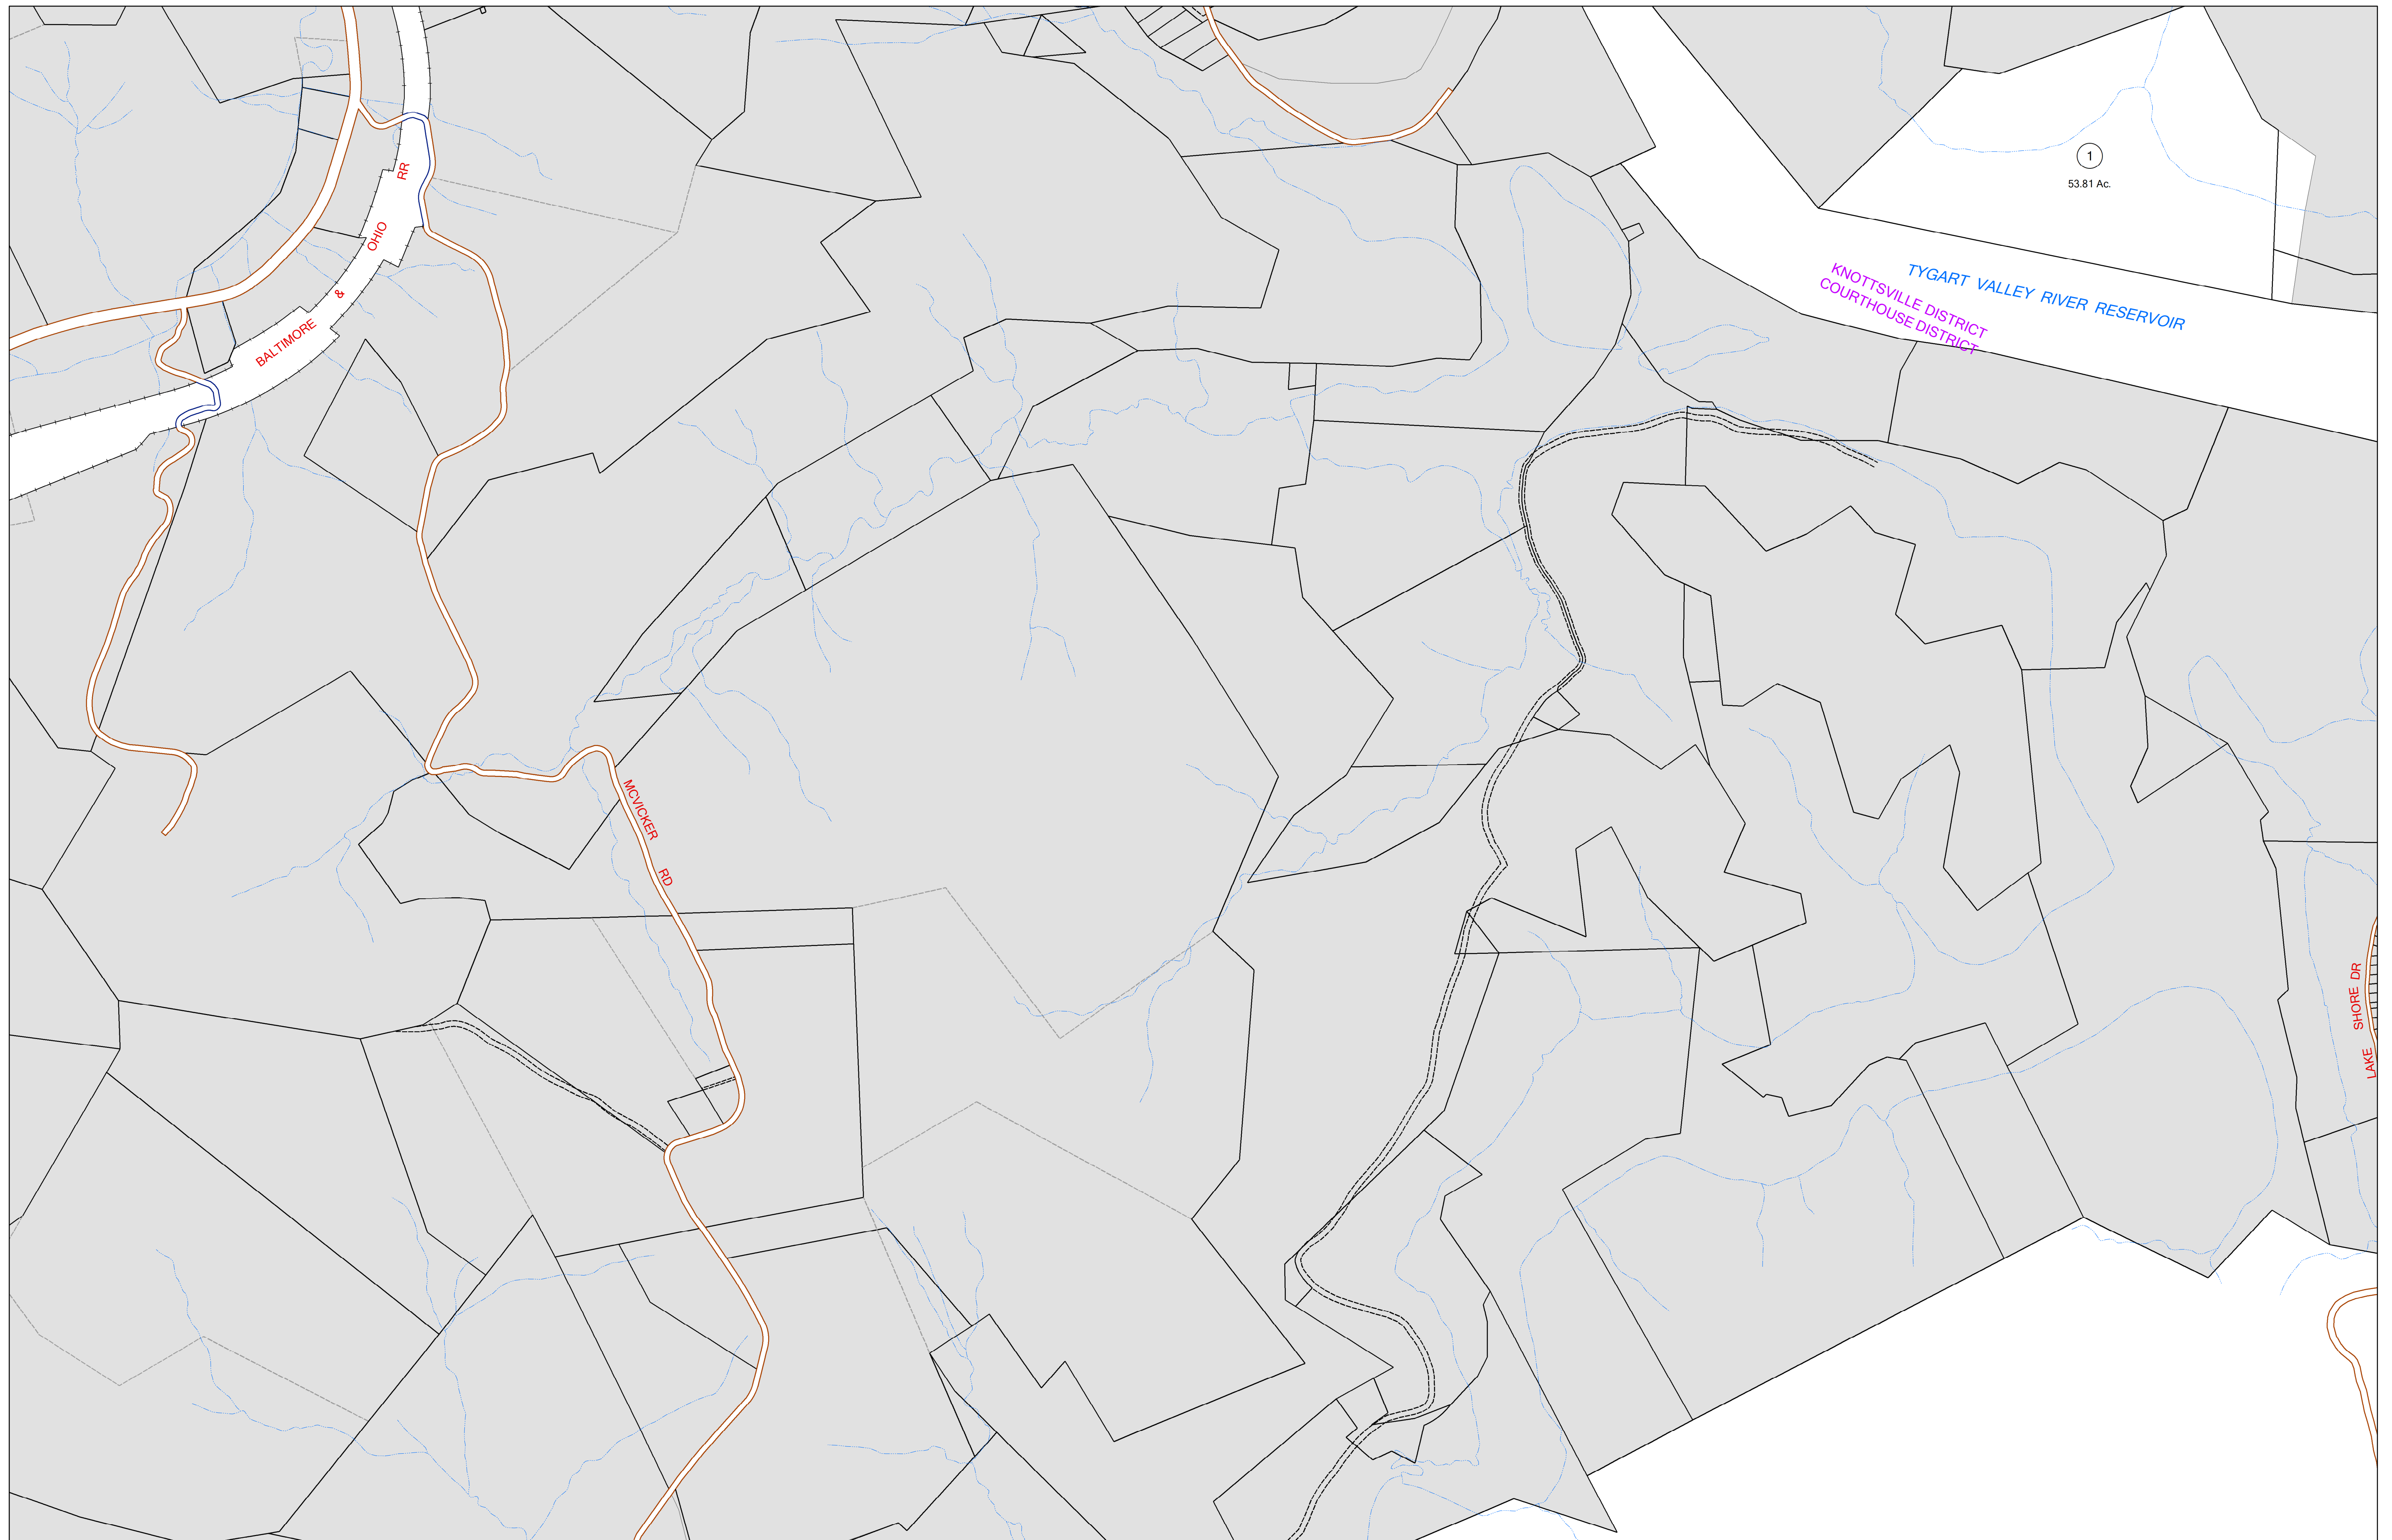 RR
OHIO
&
BALTIMORE
1
53.81 Ac.
TYGART VALLEY RIVER RESERVOIR
KNOTTSVILLE DISTRICT
COURTHOUSE DISTRICT
MCVICKER RD
LAKE SHORE DR